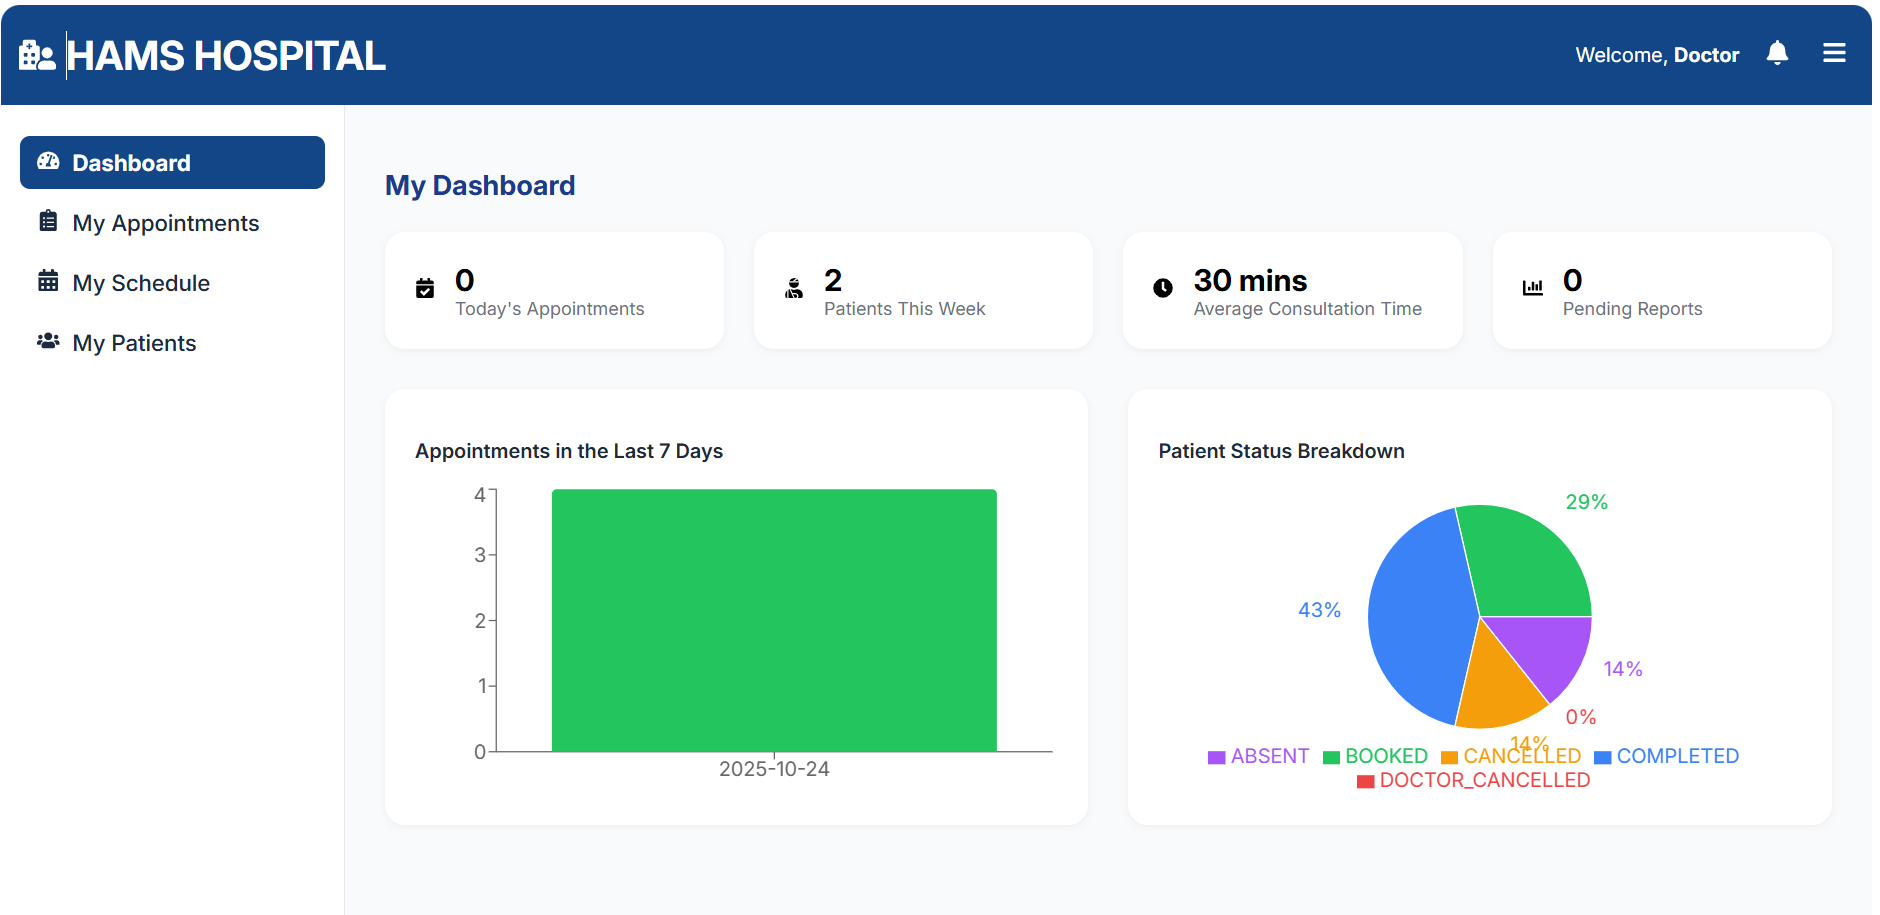 HAMS HOSPITAL
Welcome, Doctor
Dashboard
My Appointments
My Schedule
My Patients
My Dashboard
0
Today's Appointments
2
Patients This Week
30 mins
Average Consultation Time
0
Pending Reports
Appointments in the Last 7 Days
4
3
2
1
0
2025-10-24
Patient Status Breakdown
29%
43%
14%
0%
14%
ABSENT BOOKED CANCELLED COMPLETED
DOCTOR_CANCELLED